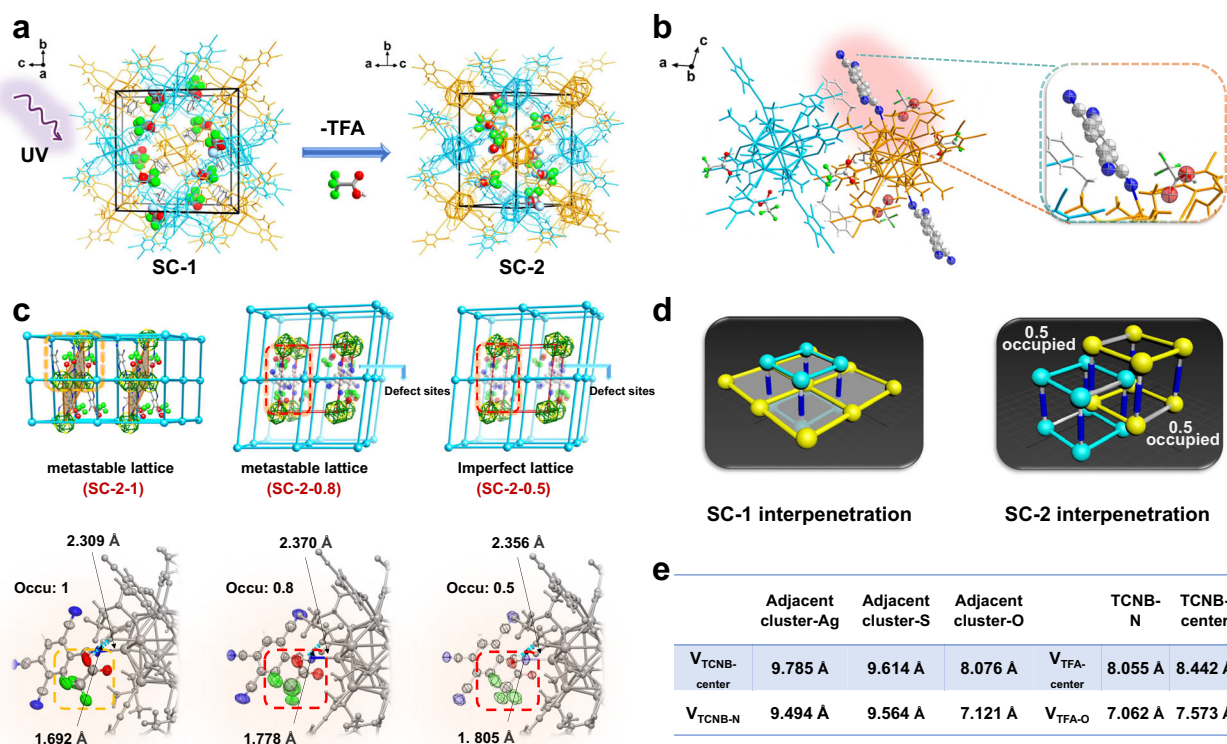 a
b
c
a
UV
SC-1
-TFA
b
a
c
SC-2
b
c
a
b
c
metastable lattice
(SC-2-1)
Defect sites
metastable lattice
(SC-2-0.8)
Defect sites
Imperfect lattice
(SC-2-0.5)
2.309 Å
Occu: 1
1.692 Å
2.370 Å
Occu: 0.8
1.778 Å
2.356 Å
Occu: 0.5
1. 805 Å
d
SC-1 interpenetration
0.5
occupied
0.5
occupied
SC-2 interpenetration
e
Adjacent cluster-Ag Adjacent cluster-S Adjacent cluster-O TCNB-N TCNB-center
V TCNB-center 9.785 Å 9.614 Å 8.076 Å V TFA-center 8.055 Å 8.442 Å
V TCNB-N 9.494 Å 9.564 Å 7.121 Å V TFA-O 7.062 Å 7.573 Å